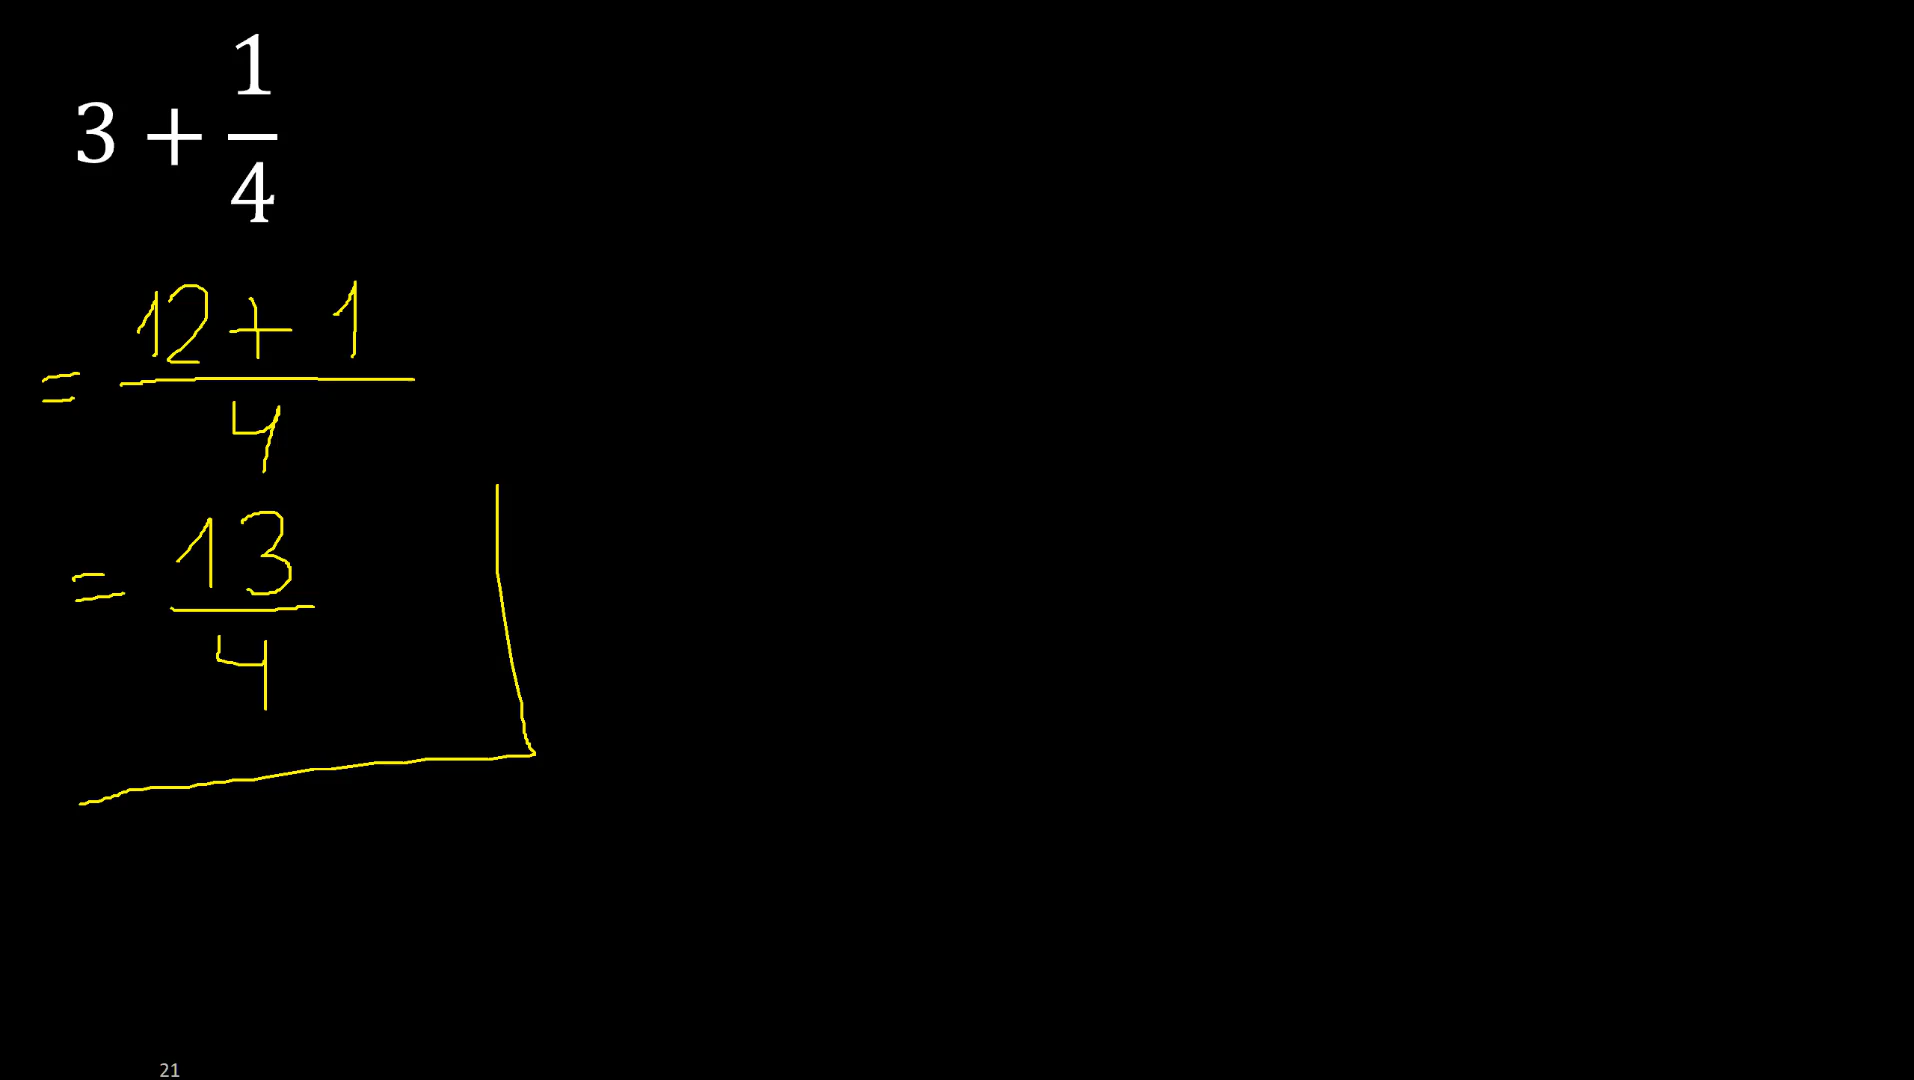 3 + 1/4
= (12 + 1)/4
= 13/4
21